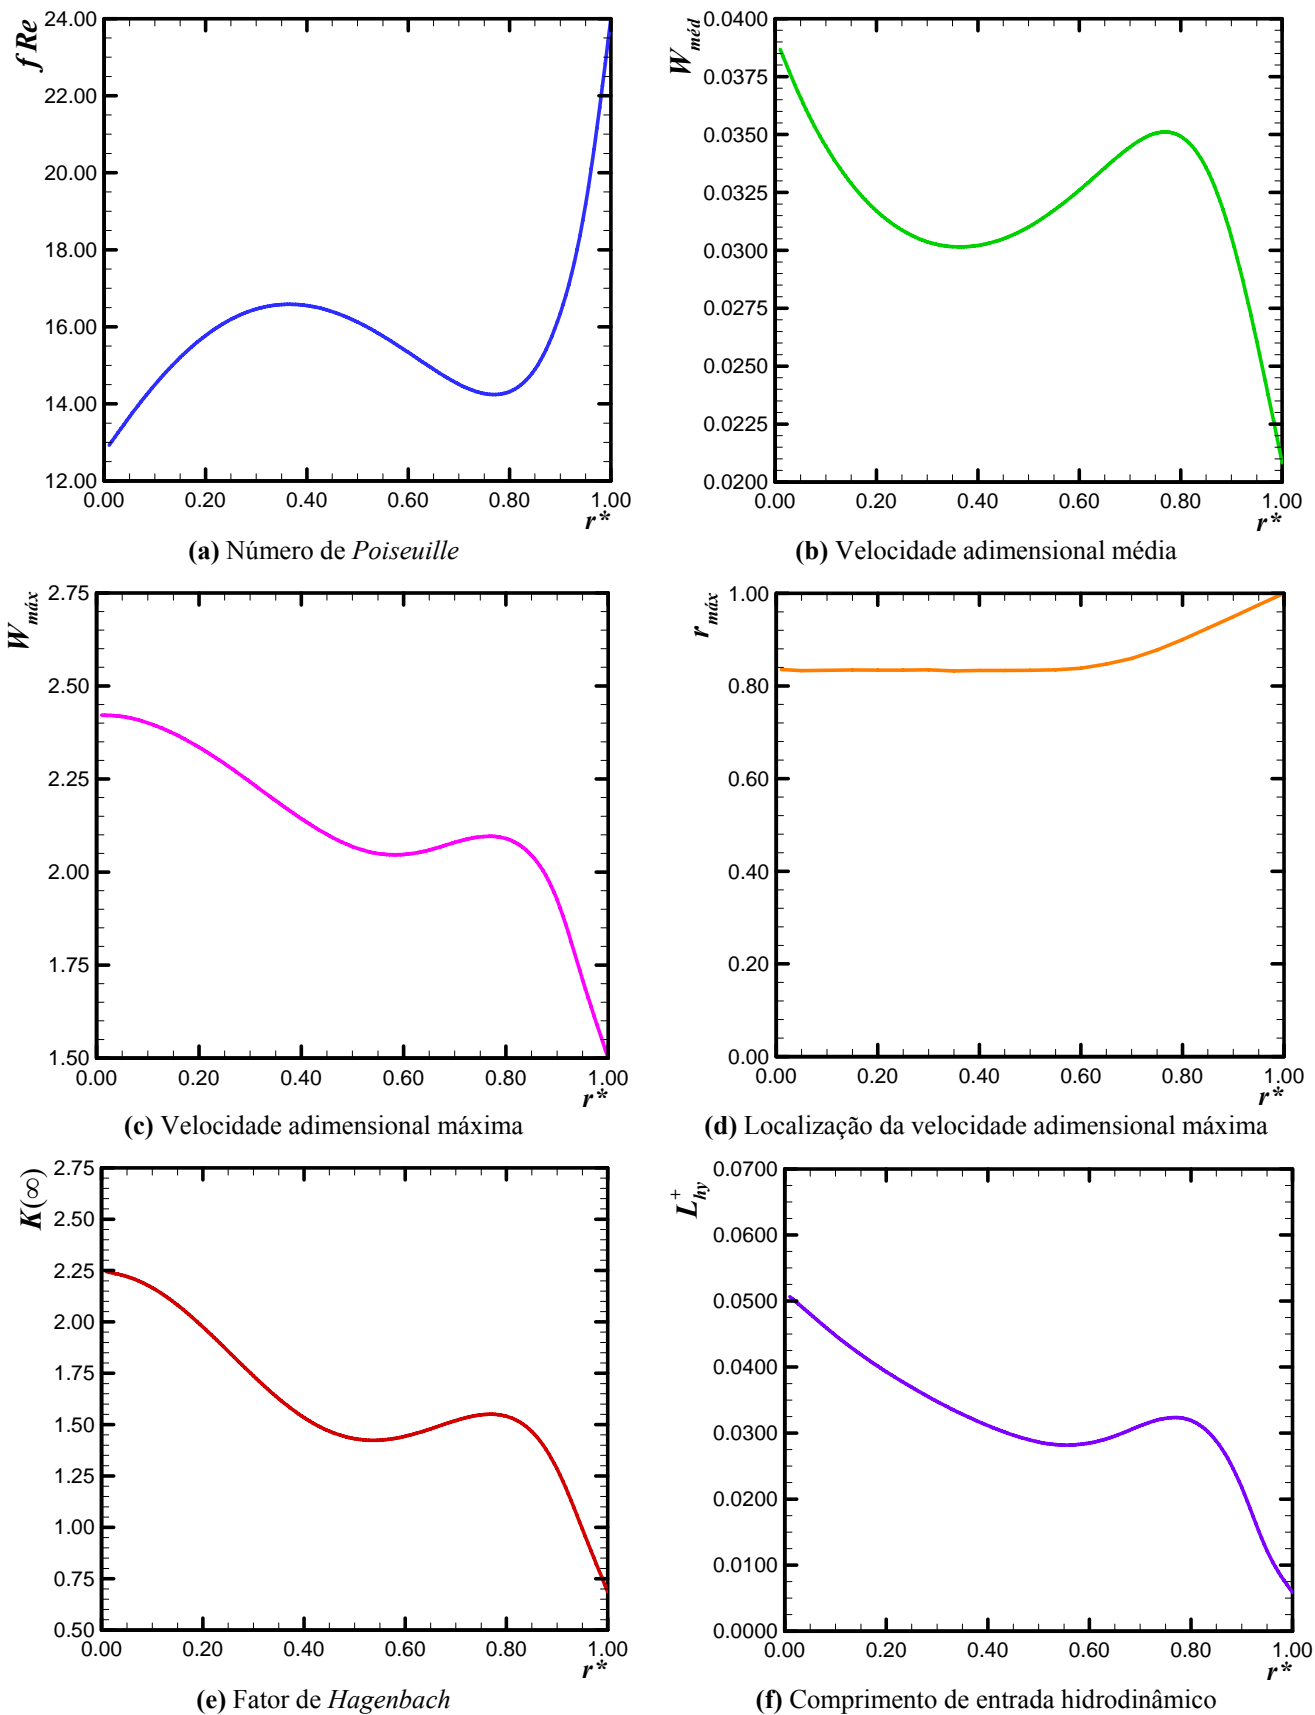 fRe
24.00
22.00
20.00
18.00
16.00
14.00
12.00
0.00 0.20 0.40 0.60 0.80 1.00
r*
(a) Número de Poiseuille
W méd
0.0400
0.0375
0.0350
0.0325
0.0300
0.0275
0.0250
0.0225
0.0200
0.00 0.20 0.40 0.60 0.80 1.00
r*
(b) Velocidade adimensional média
W máx
2.75
2.50
2.25
2.00
1.75
1.50
0.00 0.20 0.40 0.60 0.80 1.00
r*
(c) Velocidade adimensional máxima
r máx
1.00
0.80
0.60
0.40
0.20
0.00
0.00 0.20 0.40 0.60 0.80 1.00
r*
(d) Localização da velocidade adimensional máxima
K(∞)
2.75
2.50
2.25
2.00
1.75
1.50
1.25
1.00
0.75
0.50
0.00 0.20 0.40 0.60 0.80 1.00
r*
(e) Fator de Hagenbach
L+hy
0.0700
0.0600
0.0500
0.0400
0.0300
0.0200
0.0100
0.0000
0.00 0.20 0.40 0.60 0.80 1.00
r*
(f) Comprimento de entrada hidrodinâmico